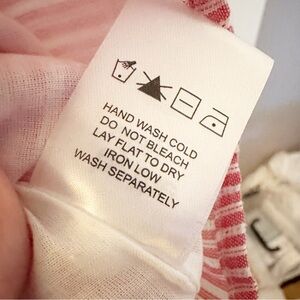 HAND WASH COLD
DO NOT BLEACH
LAY FLAT TO DRY
IRON LOW
WASH SEPARATELY